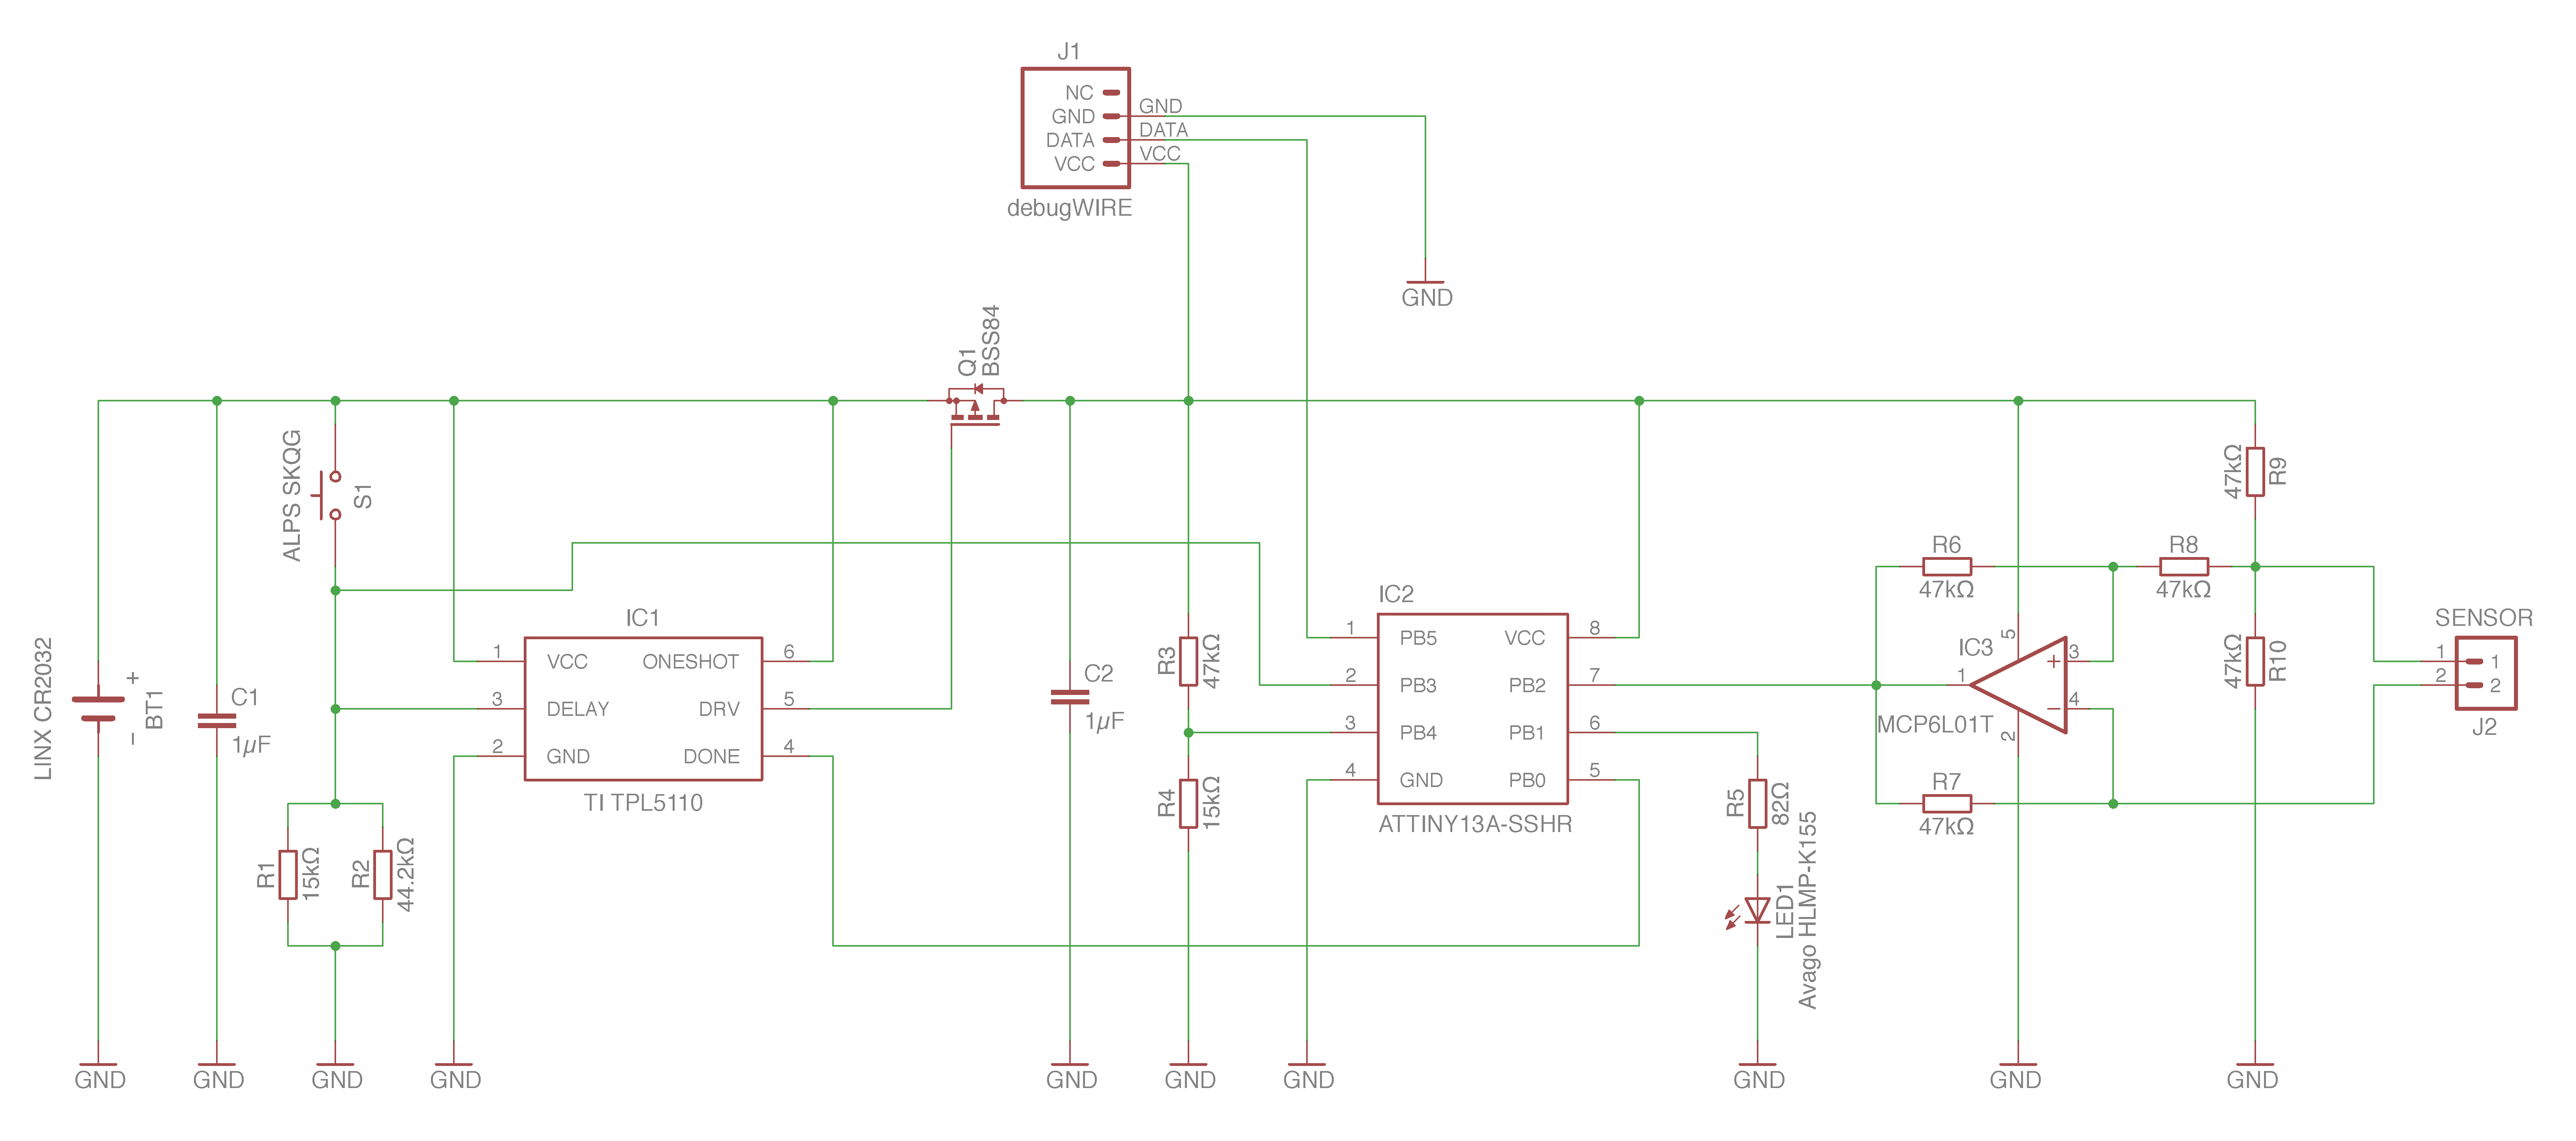 J1
NC
GND
DATA
VCC
GND
DATA
VCC
debugWIRE
GND
Q1
BSS84
ALPS SKQG
S1
LINX CR2032
+
−
BT1
C1
1µF
IC1
1 VCC ONESHOT 6
3 DELAY DRV 5
2 GND DONE 4
TI TPL5110
R1
15kΩ
R2
44.2kΩ
C2
1µF
R3
47kΩ
R4
15kΩ
IC2
1 PB5 VCC 8
2 PB3 PB2 7
3 PB4 PB1 6
4 GND PB0 5
ATTINY13A-SSHR
R5
82Ω
LED1
Avago HLMP-K155
R6
47kΩ
R8
47kΩ
R9
47kΩ
R10
47kΩ
IC3
5
+ 3
1
− 4
2
MCP6L01T
R7
47kΩ
SENSOR
1 1
2 2
J2
GND
GND
GND
GND
GND
GND
GND
GND
GND
GND